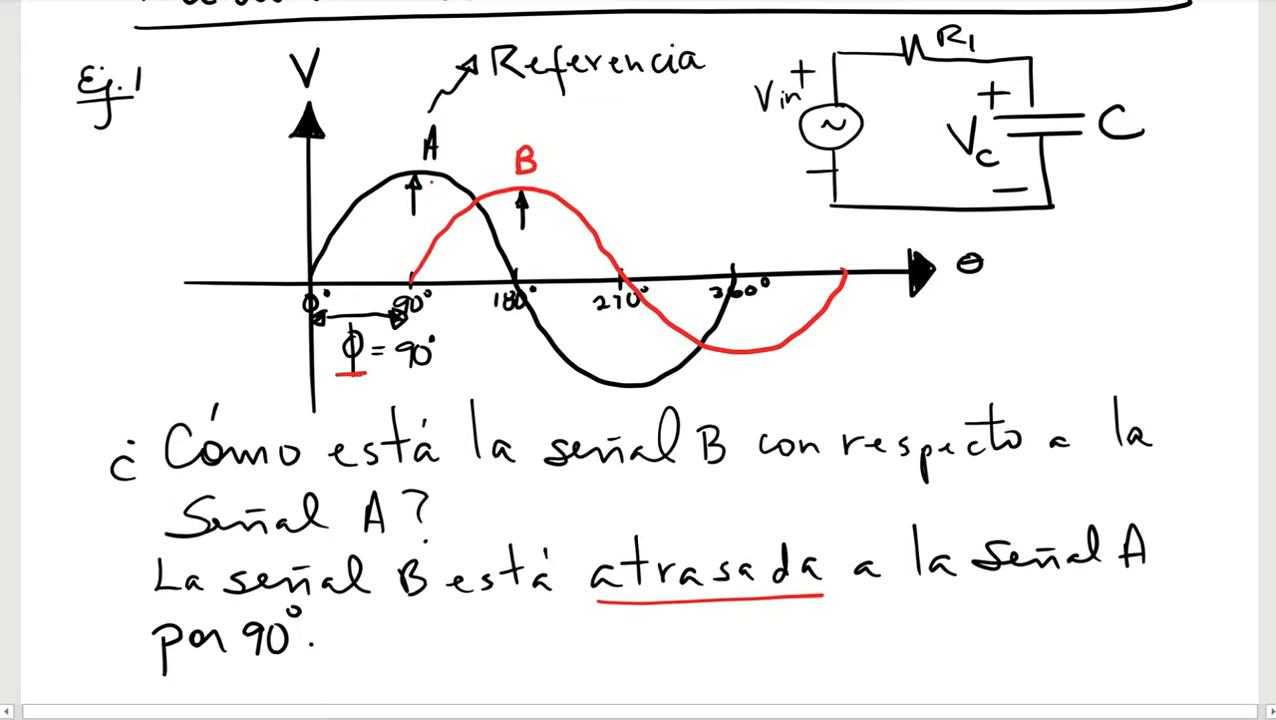 Ej. 1
V
Referencia
A
B
R1
Vin
+
−
+
Vc
−
C
θ
0° 90° 180° 270° 360°
ϕ = 90°
¿ Cómo está la señal B con respecto a la
Señal A?
La señal B está atrasada a la señal A
por 90°.